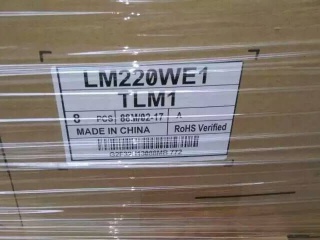 LM220WE1
TLM1
8 PCS A
MADE IN CHINA RoHS Verified